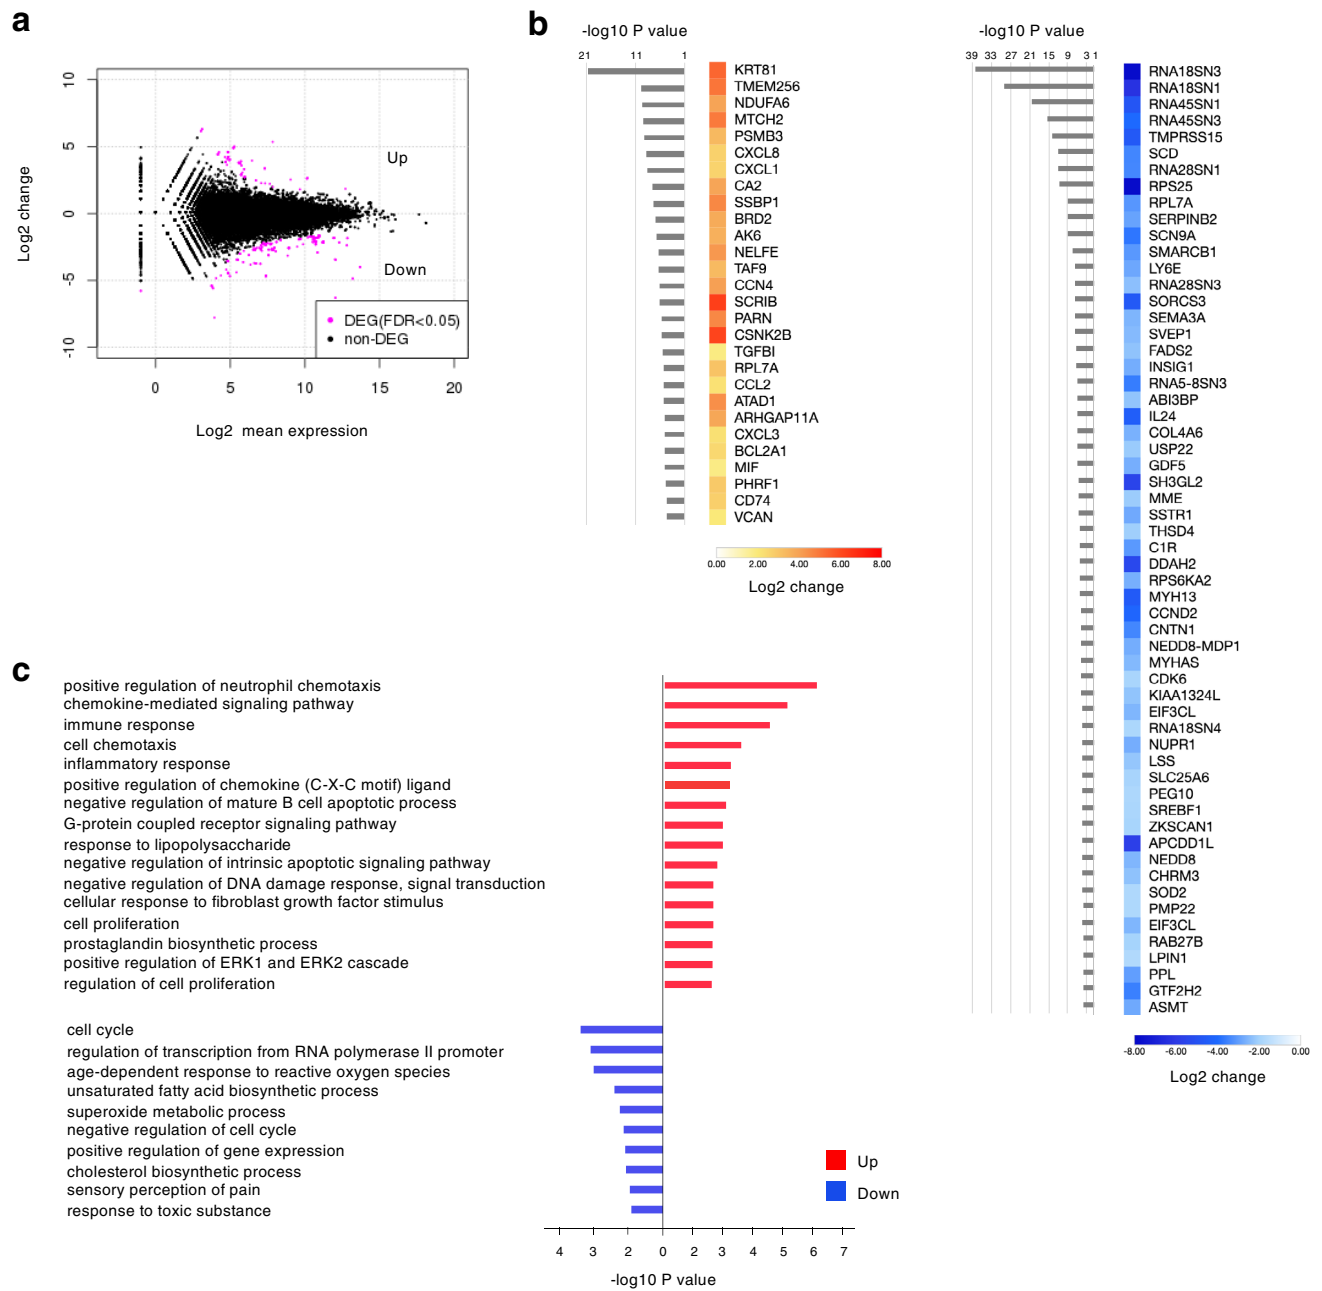 a
10
5
0
-5
-10
Log2 change
Up
Down
DEG(FDR<0.05)
non-DEG
0 5 10 15 20
Log2 mean expression
b
-log10 P value
21 11 1
KRT81
TMEM256
NDUFA6
MTCH2
PSMB3
CXCL8
CXCL1
CA2
SSBP1
BRD2
AK6
NELFE
TAF9
CCN4
SCRIB
PARN
CSNK2B
TGFBI
RPL7A
CCL2
ATAD1
ARHGAP11A
CXCL3
BCL2A1
MIF
PHRF1
CD74
VCAN
0.00 2.00 4.00 6.00 8.00
Log2 change
-log10 P value
39 33 27 21 15 9 3 1
RNA18SN3
RNA18SN1
RNA45SN1
RNA45SN3
TMPRSS15
SCD
RNA28SN1
RPS25
RPL7A
SERPINB2
SCN9A
SMARCB1
LY6E
RNA28SN3
SORCS3
SEMA3A
SVEP1
FADS2
INSIG1
RNA5-8SN3
ABI3BP
IL24
COL4A6
USP22
GDF5
SH3GL2
MME
SSTR1
THSD4
C1R
DDAH2
RPS6KA2
MYH13
CCND2
CNTN1
NEDD8-MDP1
MYHAS
CDK6
KIAA1324L
EIF3CL
RNA18SN4
NUPR1
LSS
SLC25A6
PEG10
SREBF1
ZKSCAN1
APCDD1L
NEDD8
CHRM3
SOD2
PMP22
EIF3CL
RAB27B
LPIN1
PPL
GTF2H2
ASMT
-8.00 -6.00 -4.00 -2.00 0.00
Log2 change
c
positive regulation of neutrophil chemotaxis
chemokine-mediated signaling pathway
immune response
cell chemotaxis
inflammatory response
positive regulation of chemokine (C-X-C motif) ligand
negative regulation of mature B cell apoptotic process
G-protein coupled receptor signaling pathway
response to lipopolysaccharide
negative regulation of intrinsic apoptotic signaling pathway
negative regulation of DNA damage response, signal transduction
cellular response to fibroblast growth factor stimulus
cell proliferation
prostaglandin biosynthetic process
positive regulation of ERK1 and ERK2 cascade
regulation of cell proliferation
cell cycle
regulation of transcription from RNA polymerase II promoter
age-dependent response to reactive oxygen species
unsaturated fatty acid biosynthetic process
superoxide metabolic process
negative regulation of cell cycle
positive regulation of gene expression
cholesterol biosynthetic process
sensory perception of pain
response to toxic substance
Up
Down
4 3 2 0 2 3 4 5 6 7
-log10 P value